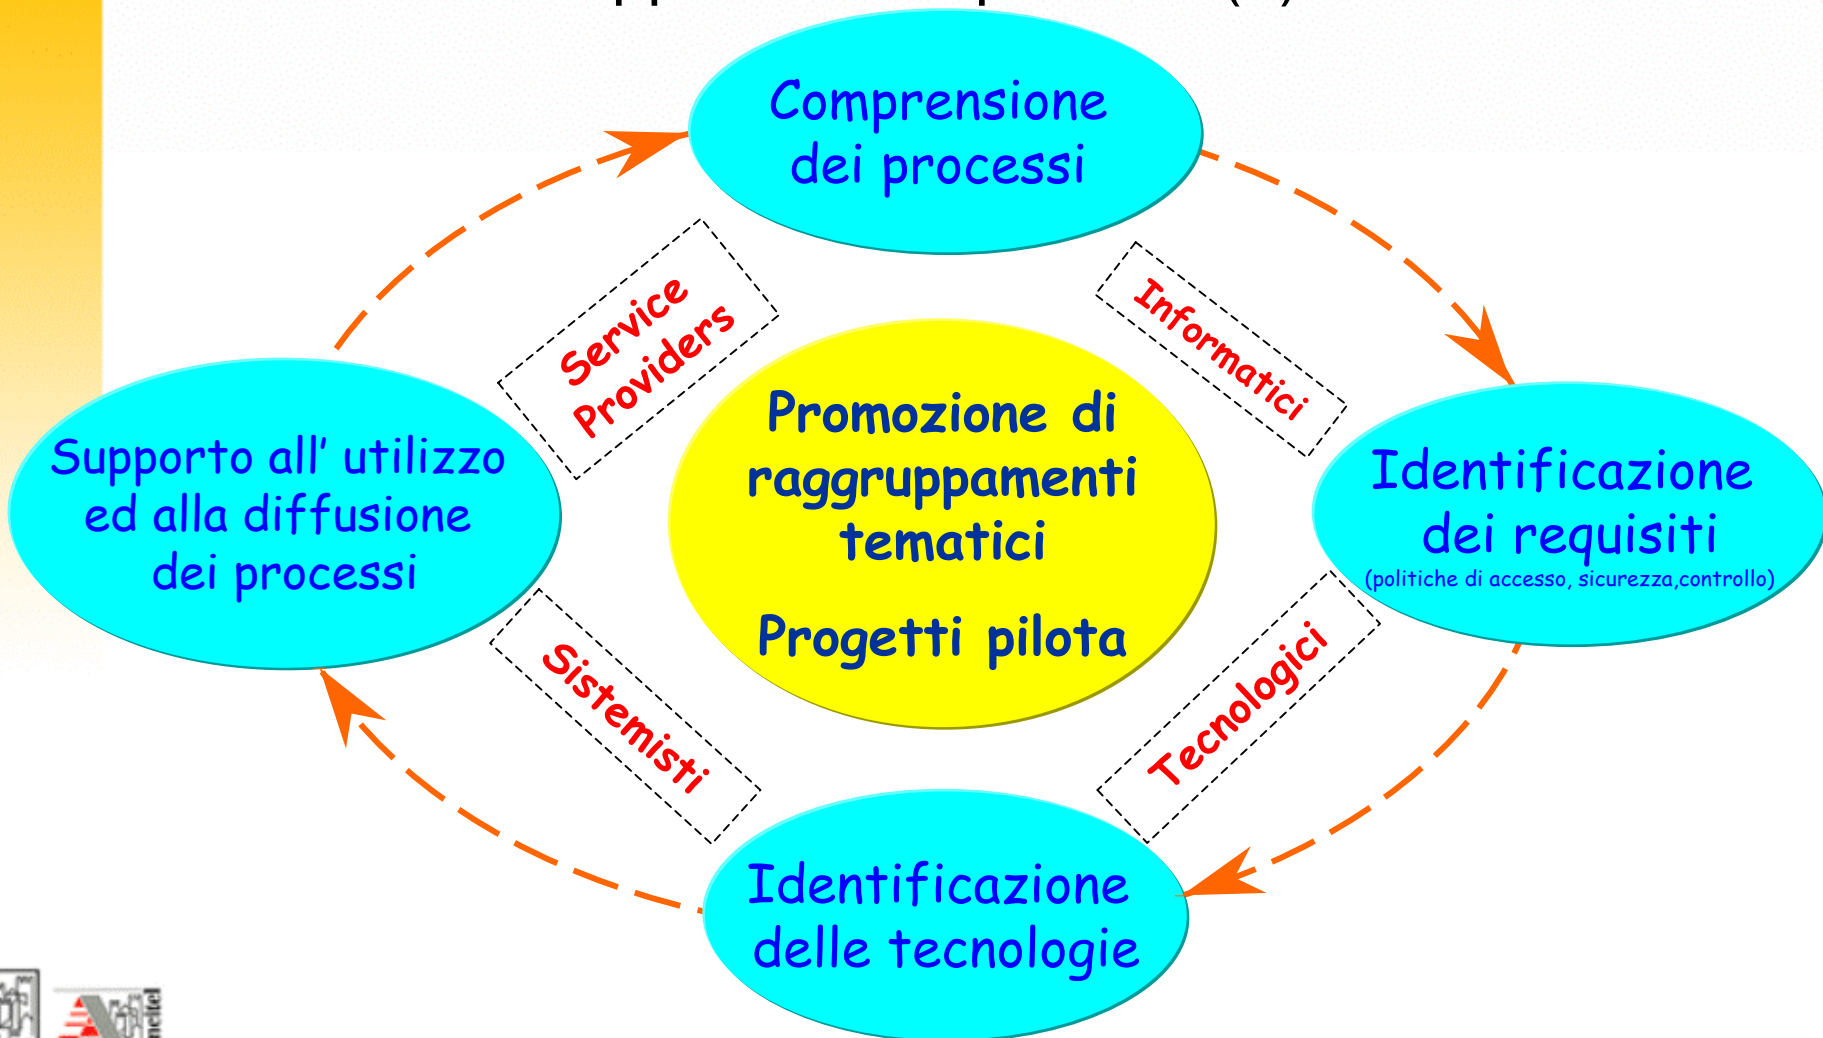 Comprensione
dei processi
Service
Providers
Informatici
Promozione di
raggruppamenti
tematici
Progetti pilota
Supporto all' utilizzo
ed alla diffusione
dei processi
Identificazione
dei requisiti
(politiche di accesso, sicurezza,controllo)
Sistemisti
Tecnologici
Identificazione
delle tecnologie